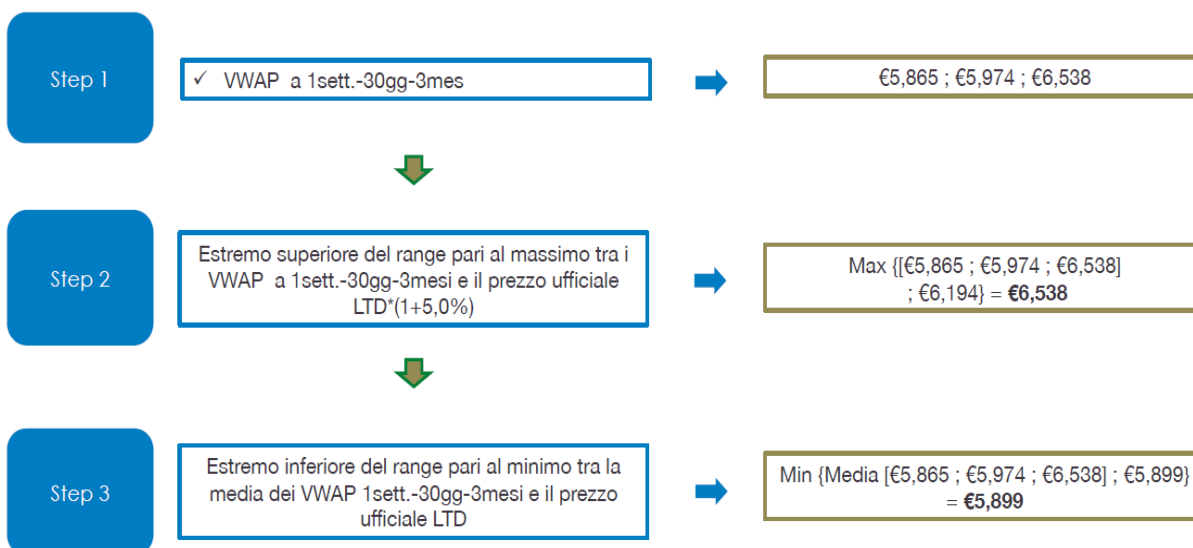 Step 1
✓ VWAP a 1sett.-30gg-3mes
€5,865 ; €5,974 ; €6,538
Step 2
Estremo superiore del range pari al massimo tra i
VWAP a 1sett.-30gg-3mesi e il prezzo ufficiale
LTD*(1+5,0%)
Max {[€5,865 ; €5,974 ; €6,538]
; €6,194} = €6,538
Step 3
Estremo inferiore del range pari al minimo tra la
media dei VWAP 1sett.-30gg-3mesi e il prezzo
ufficiale LTD
Min {Media [€5,865 ; €5,974 ; €6,538] ; €5,899}
= €5,899